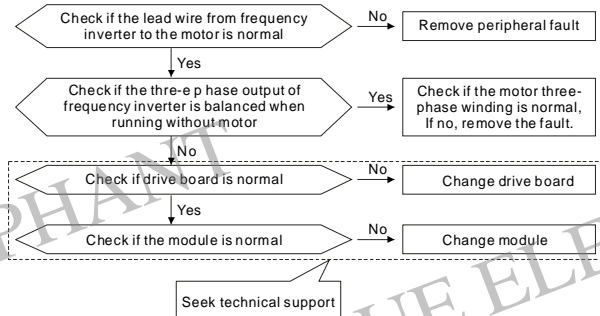 Check if the lead wire from frequency
inverter to the motor is normal
No
Remove peripheral fault
Yes
Check if the thre-e p hase output of
frequency inverter is balanced when
running without motor
Yes
Check if the motor three-
phase winding is normal,
If no, remove the fault.
No
Check if drive board is normal
No
Change drive board
Yes
Check if the module is normal
No
Change module
Seek technical support